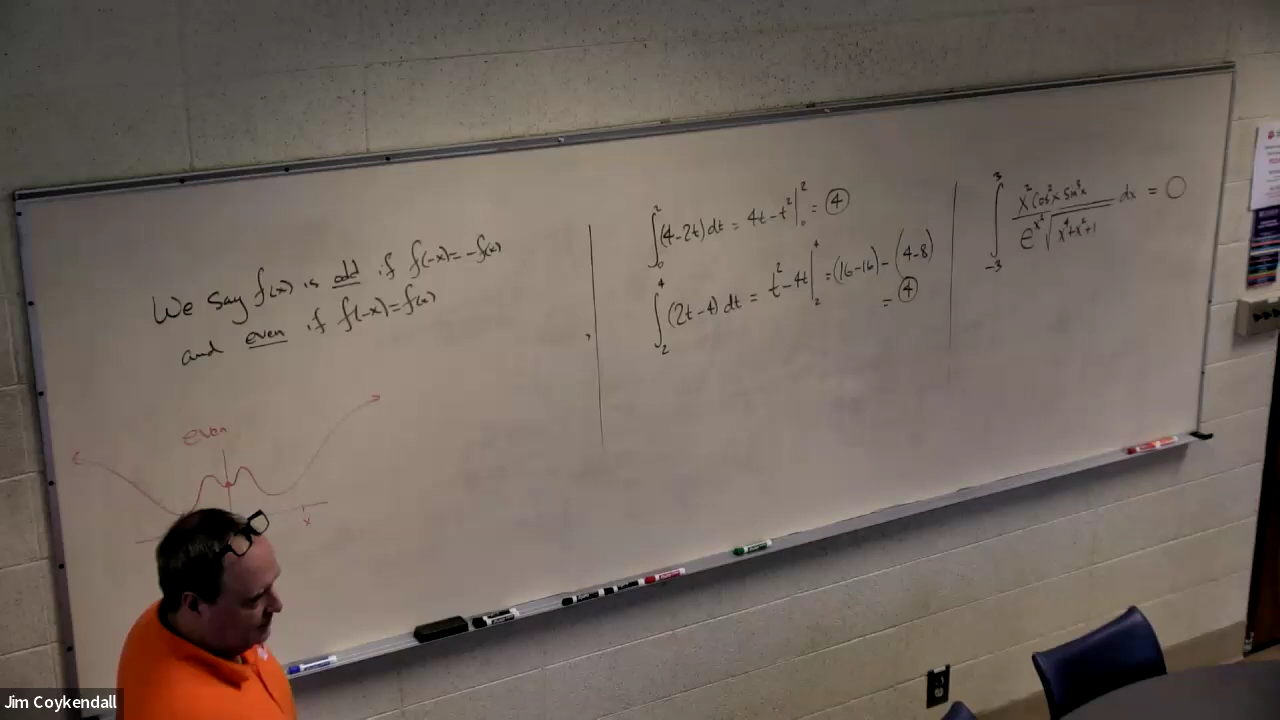 We say f(x) is odd if f(-x)=-f(x)
and even if f(-x)=f(x)
even
x
∫₀² (4-2t)dt = 4t-t²|₀² = ④
∫₂⁴ (2t-4)dt = t²-4t|₂⁴ = (16-16)-(4-8)
= ④
∫₋₃³ x² cos²x sin³x / e^(x²) √(x⁴+x²+1) dx = 0
Jim Coykendall